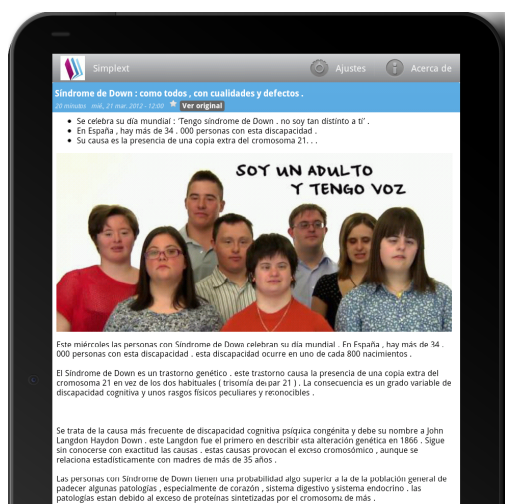 Simplext
Ajustes
Acerca de
Síndrome de Down : como todos , con cualidades y defectos .
20 minutos mié, 21 mar. 2012 - 12:00 Ver original
Se celebra su día mundial : 'Tengo síndrome de Down . no soy tan distinto a ti' .
En España , hay más de 34 . 000 personas con esta discapacidad .
Su causa es la presencia de una copia extra del cromosoma 21. . .
SOY UN ADULTO
Y TENGO VOZ
Este miércoles las personas con Síndrome de Down celebran su día mundial . En España , hay más de 34 .
000 personas con esta discapacidad . esta discapacidad ocurre en uno de cada 800 nacimientos .
El Síndrome de Down es un trastorno genético . este trastorno causa la presencia de una copia extra del
cromosoma 21 en vez de los dos habituales ( trisomía del par 21 ) . La consecuencia es un grado variable de
discapacidad cognitiva y unos rasgos físicos peculiares y reconocibles .
Se trata de la causa más frecuente de discapacidad cognitiva psíquica congénita y debe su nombre a John
Langdon Haydon Down . este Langdon fue el primero en describir esta alteración genética en 1866 . Sigue
sin conocerse con exactitud las causas . estas causas provocan el exceso cromosómico , aunque se
relaciona estadísticamente con madres de más de 35 años .
Las personas con Síndrome de Down tienen una probabilidad algo superior a la de la población general de
padecer algunas patologías , especialmente de corazón , sistema digestivo y sistema endocrino . las
patologías estan debido al exceso de proteínas sintetizadas por el cromosoma de más .